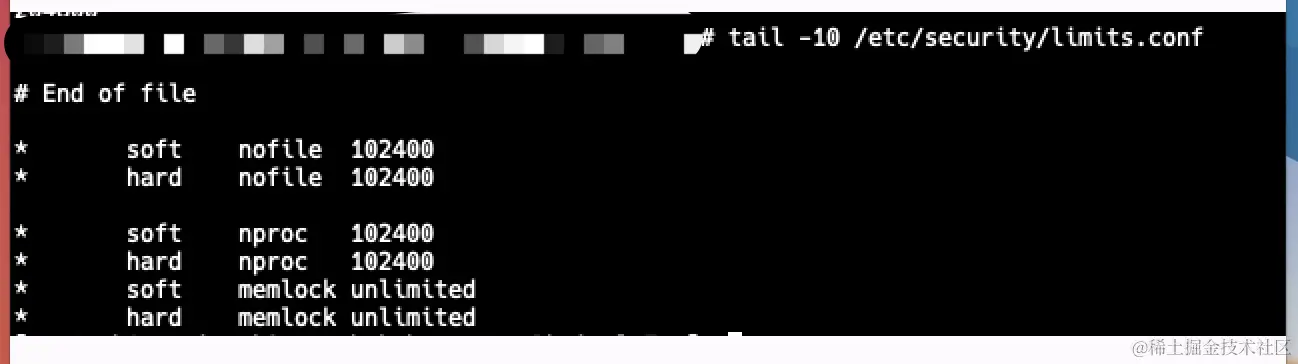 # tail -10 /etc/security/limits.conf
# End of file
* soft nofile 102400
* hard nofile 102400
* soft nproc 102400
* hard nproc 102400
* soft memlock unlimited
* hard memlock unlimited
@稀土掘金技术社区